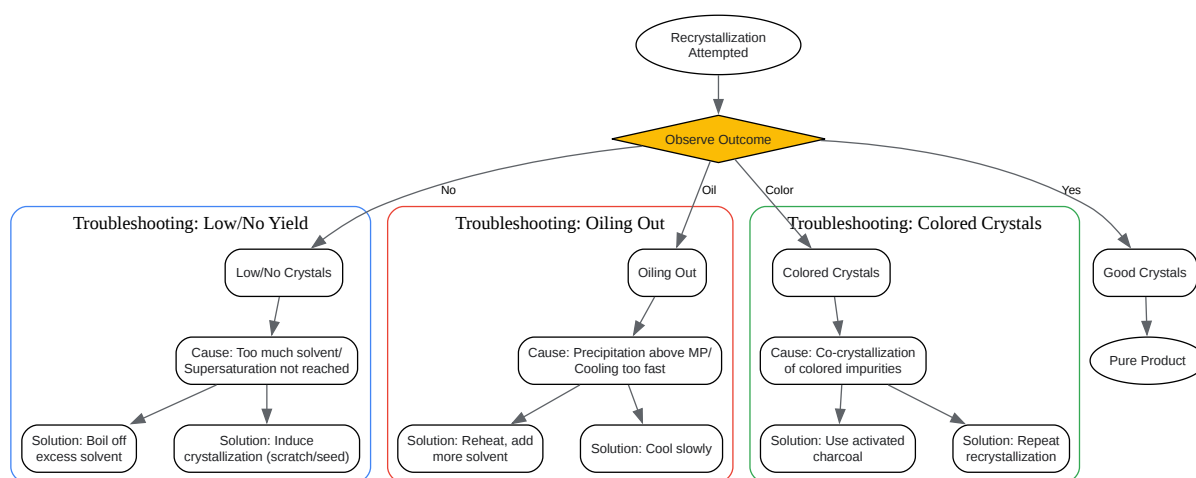 Recrystallization
Attempted
Observe Outcome
No
Oil
Color
Yes
Troubleshooting: Low/No Yield
Troubleshooting: Oiling Out
Troubleshooting: Colored Crystals
Low/No Crystals
Oiling Out
Colored Crystals
Good Crystals
Cause: Too much solvent/
Supersaturation not reached
Cause: Precipitation above MP/
Cooling too fast
Cause: Co-crystallization
of colored impurities
Pure Product
Solution: Boil off
excess solvent
Solution: Induce
crystallization (scratch/seed)
Solution: Reheat, add
more solvent
Solution: Cool slowly
Solution: Use activated
charcoal
Solution: Repeat
recrystallization